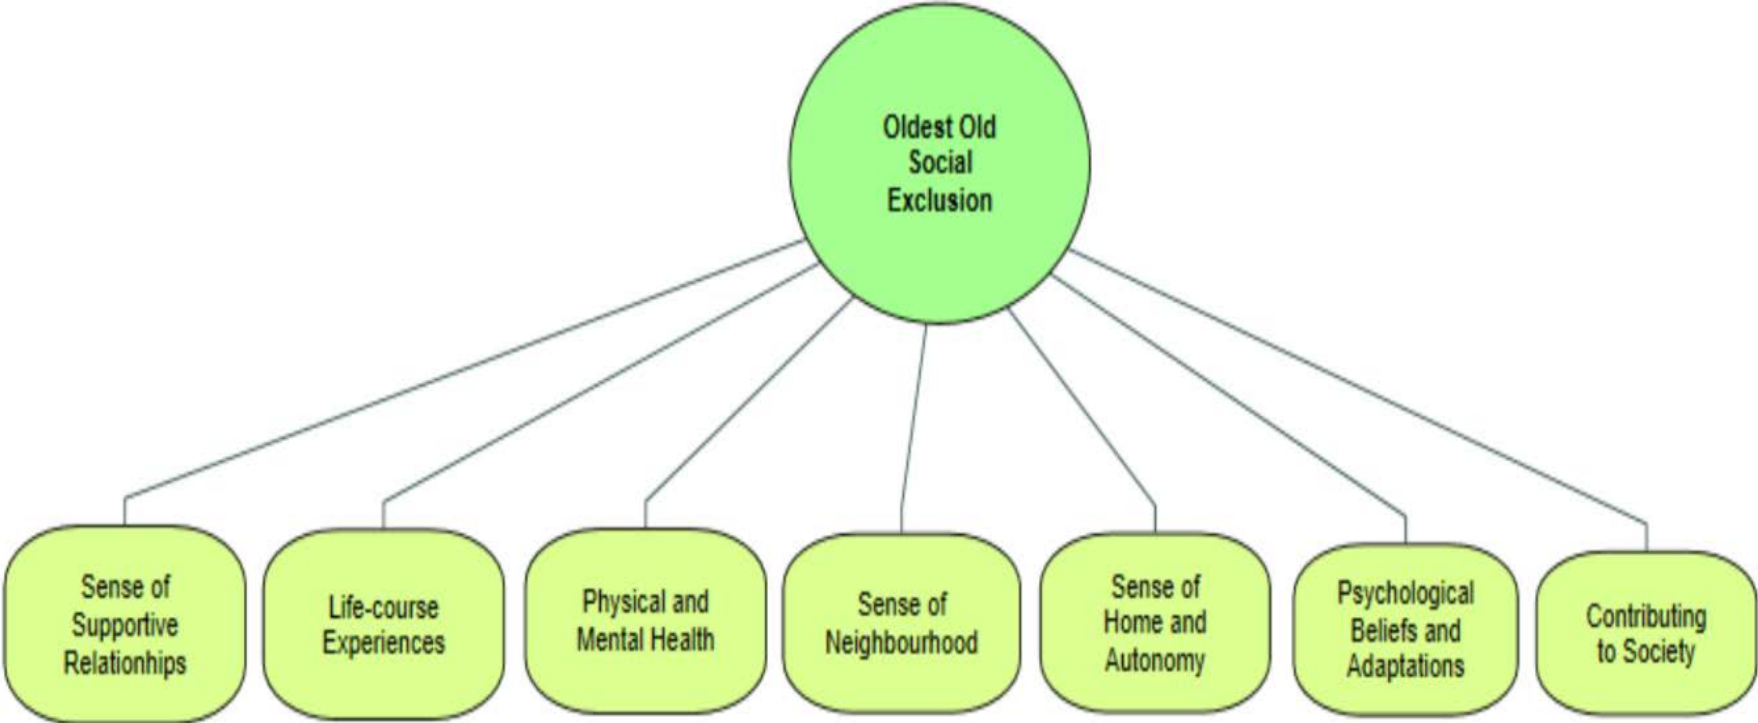 Oldest Old
Social
Exclusion
Sense of
Supportive
Relationhips
Life-course
Experiences
Physical and
Mental Health
Sense of
Neighbourhood
Sense of
Home and
Autonomy
Psychological
Beliefs and
Adaptations
Contributing
to Society